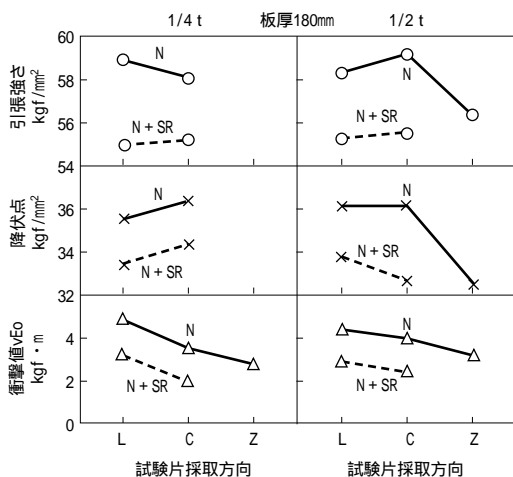 1/4 t 板厚180mm 1/2 t
引張強さ
kgf/mm²
60
58
56
54
N
N + SR
N
N + SR
降伏点
kgf/mm²
36
34
32
N
N + SR
N
N + SR
衝撃値vEo
kgf・m
4
2
0
N
N + SR
N
N + SR
L C Z L C Z
試験片採取方向 試験片採取方向